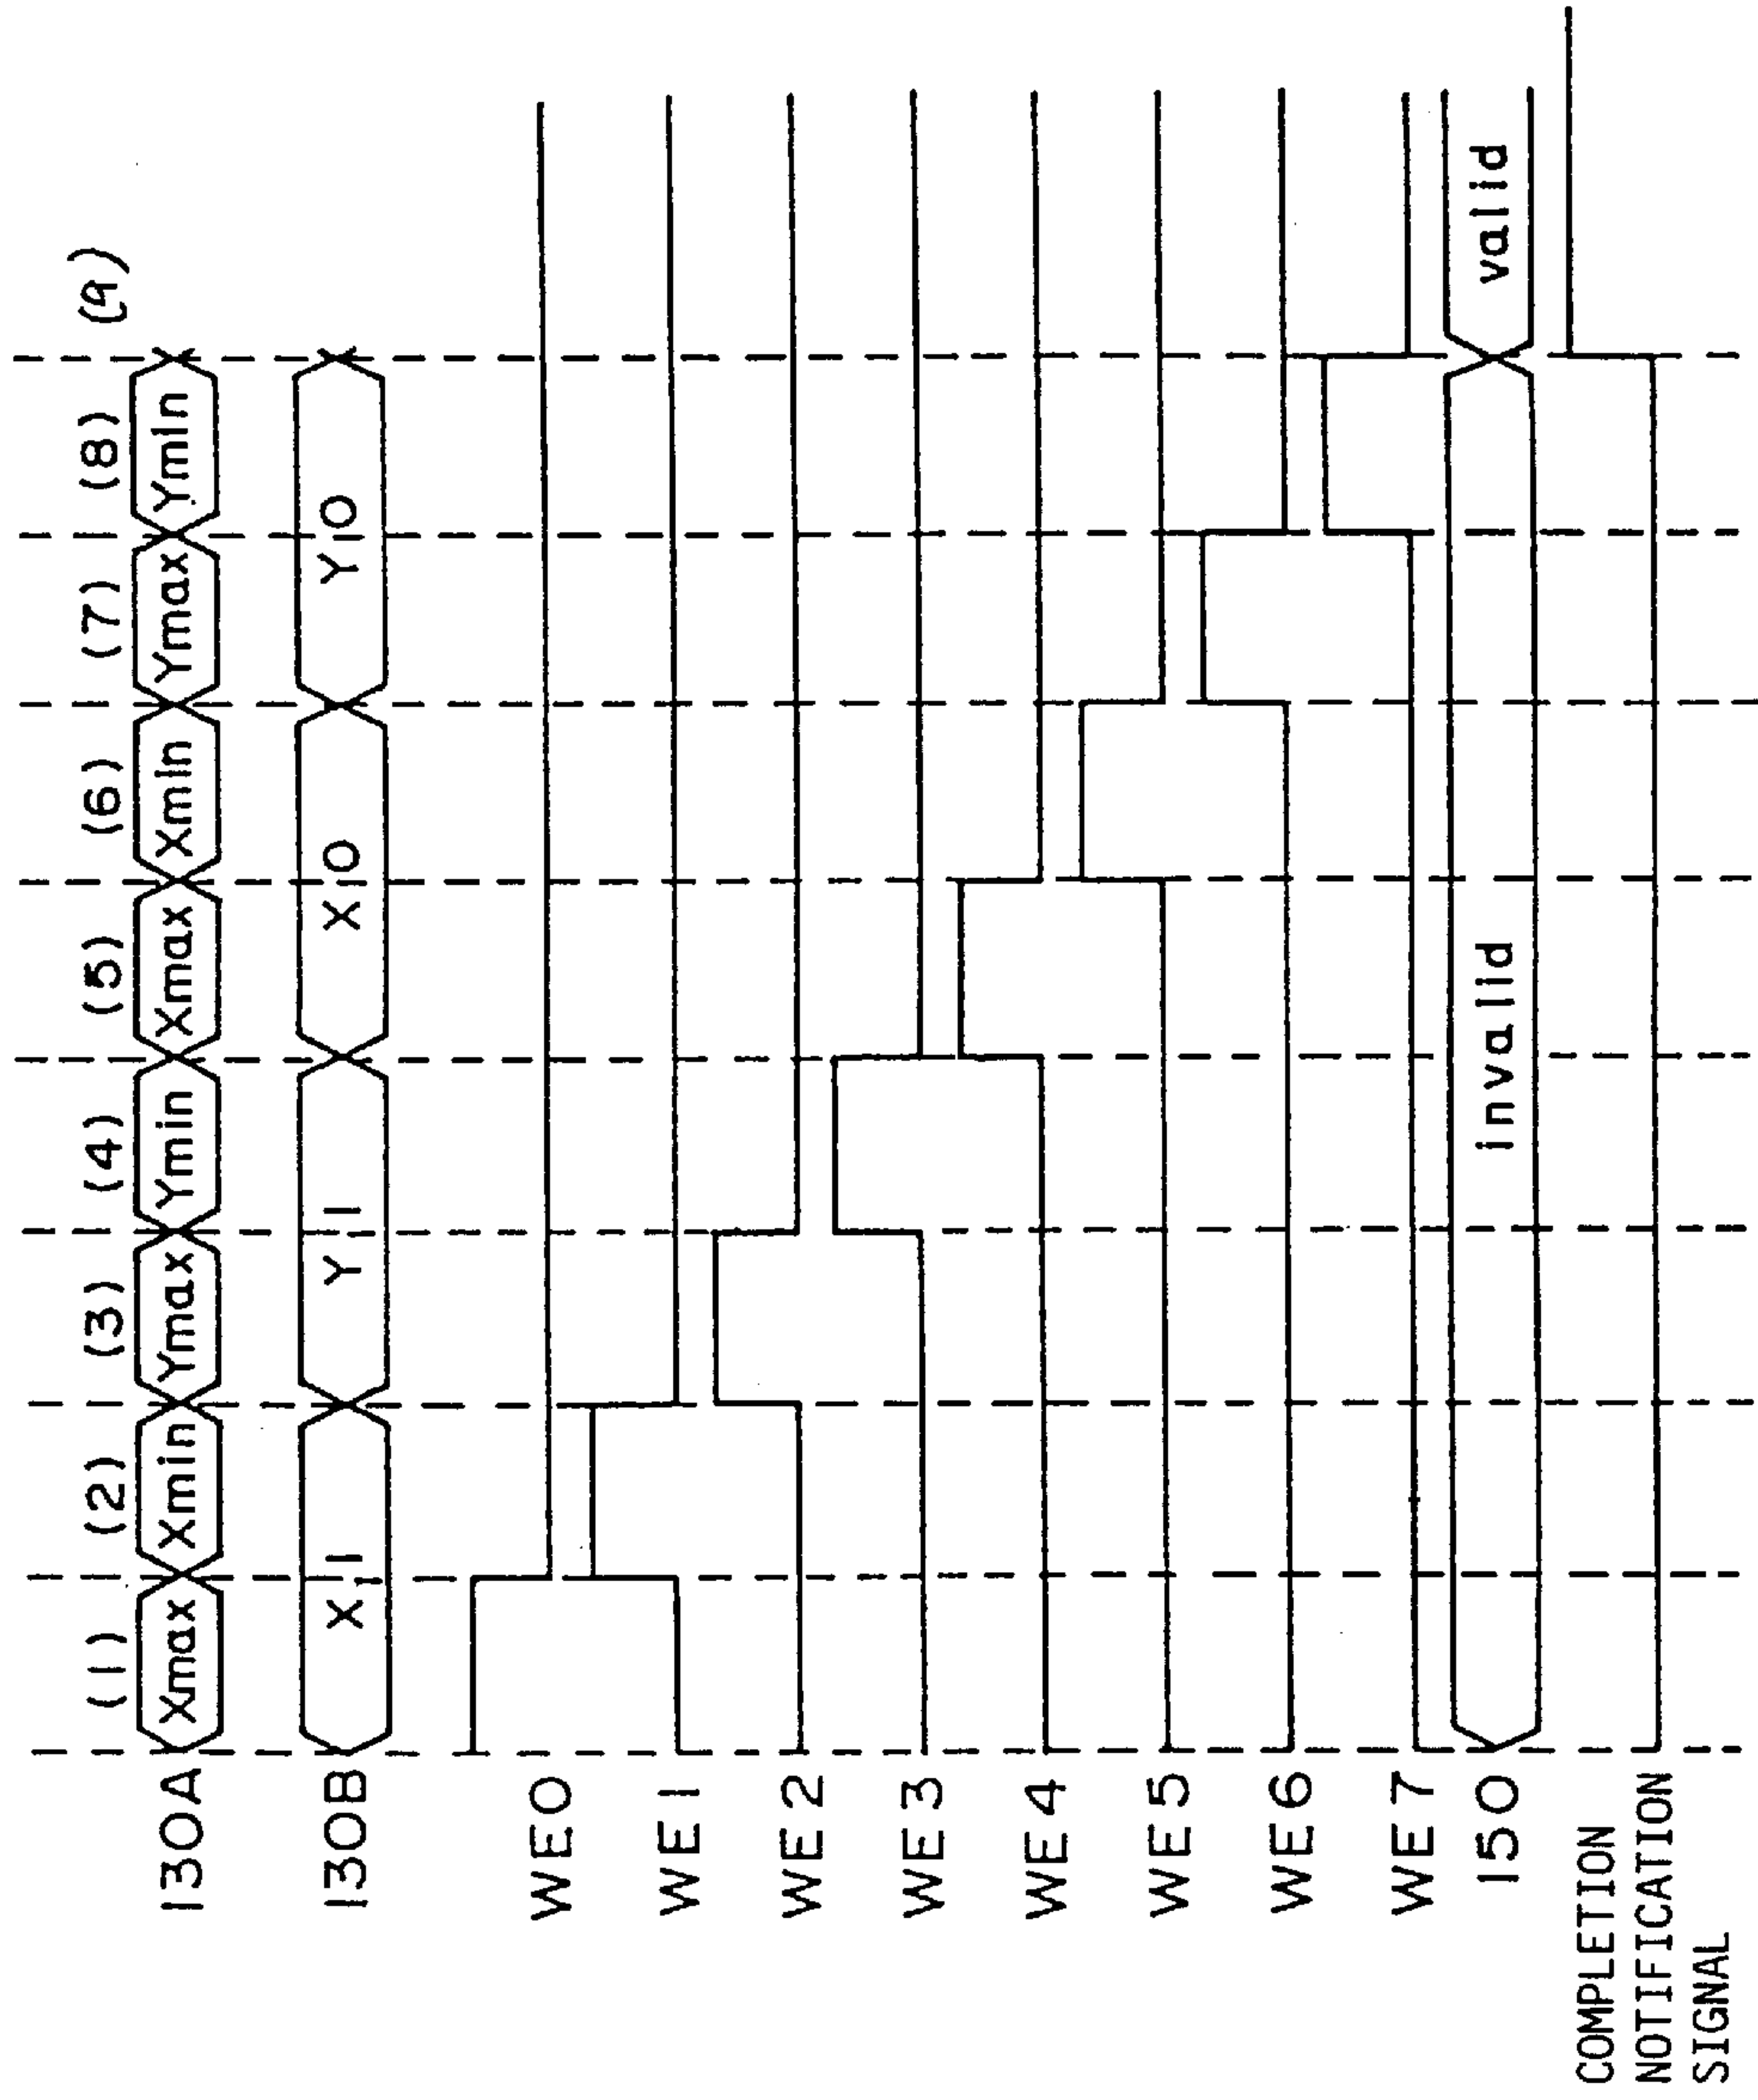 (1) (2) (3) (4) (5) (6) (7) (8) (9)
130A Xmax Xmin Ymax Ymin Xmax Xmin Ymax Ymin
130B X1 Y1 X0 Y0
WE0
WE1
WE2
WE3
WE4
WE5
WE6
WE7
150 invalid valid
COMPLETION
NOTIFICATION
SIGNAL